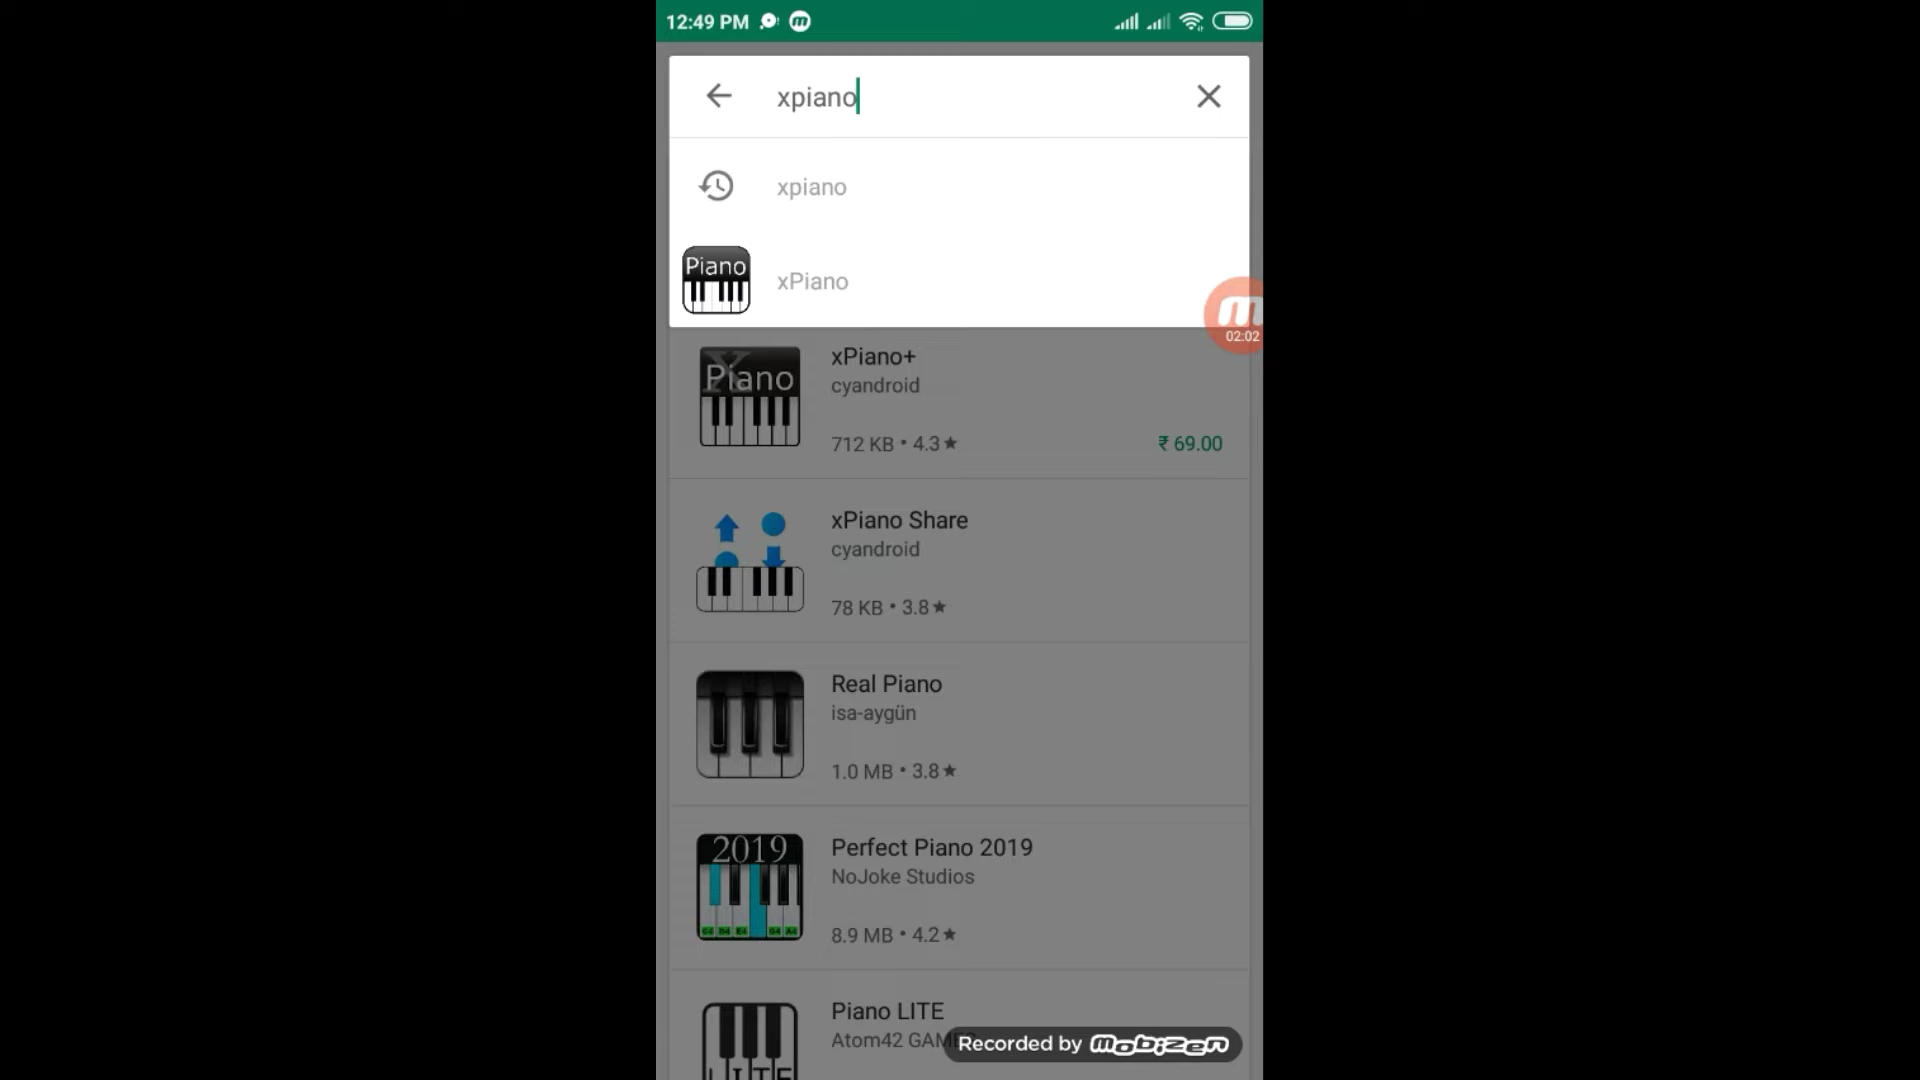 12:49 PM
xpiano
xpiano
Piano
xPiano
02:02
X
Piano
xPiano+
cyandroid
712 KB • 4.3★
₹ 69.00
xPiano Share
cyandroid
78 KB • 3.8★
Real Piano
isa-aygün
1.0 MB • 3.8★
2019
Perfect Piano 2019
NoJoke Studios
8.9 MB • 4.2★
Piano LITE
Atom42
LITE
Recorded by mobizen